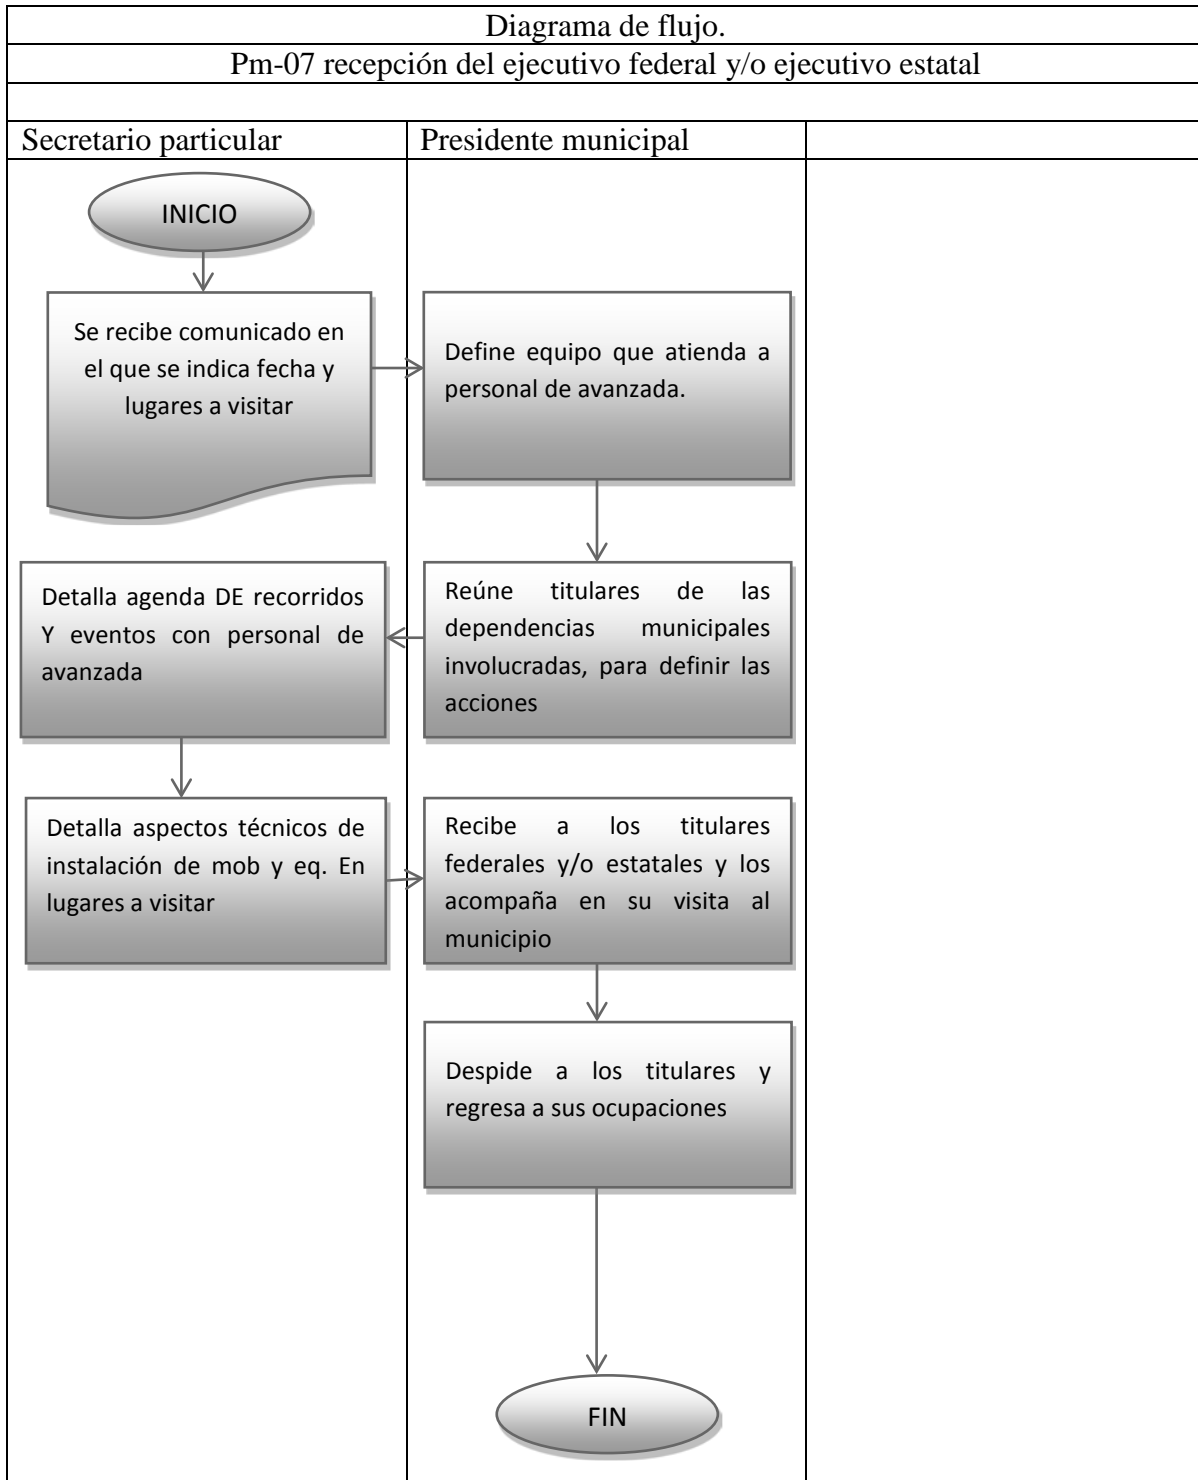 Diagrama de flujo.
Pm-07 recepción del ejecutivo federal y/o ejecutivo estatal
Secretario particular
Presidente municipal
INICIO
Se recibe comunicado en
el que se indica fecha y
lugares a visitar
Define equipo que atienda a
personal de avanzada.
Reúne titulares de las
dependencias municipales
involucradas, para definir las
acciones
Detalla agenda DE recorridos
Y eventos con personal de
avanzada
Detalla aspectos técnicos de
instalación de mob y eq. En
lugares a visitar
Recibe a los titulares
federales y/o estatales y los
acompaña en su visita al
municipio
Despide a los titulares y
regresa a sus ocupaciones
FIN